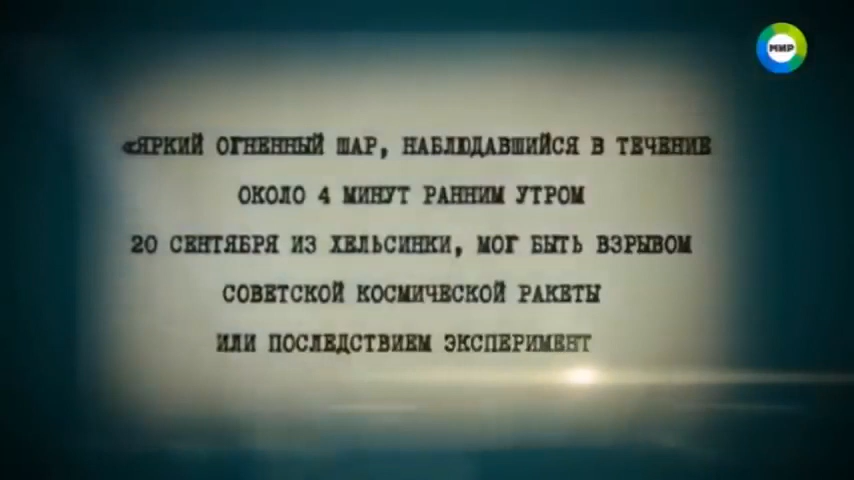 МИР
«ЯРКИЙ ОГНЕННЫЙ ШАР, НАБЛЮДАВШИЙСЯ В ТЕЧЕНИЕ
ОКОЛО 4 МИНУТ РАННИМ УТРОМ
20 СЕНТЯБРЯ ИЗ ХЕЛЬСИНКИ, МОГ БЫТЬ ВЗРЫВОМ
СОВЕТСКОЙ КОСМИЧЕСКОЙ РАКЕТЫ
ИЛИ ПОСЛЕДСТВИЕМ ЭКСПЕРИМЕНТ